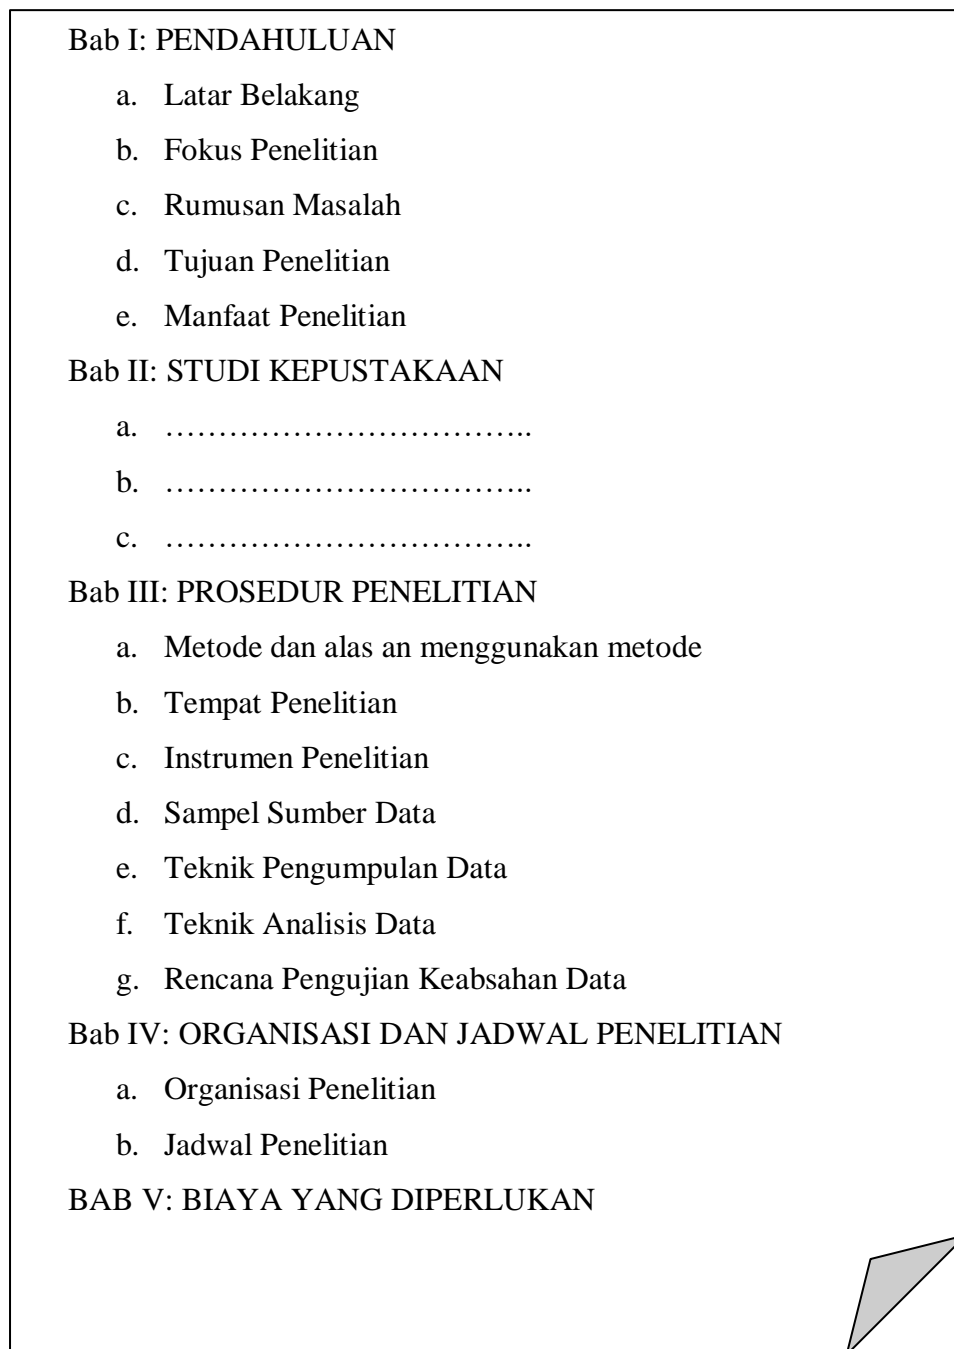 Bab I: PENDAHULUAN
a. Latar Belakang
b. Fokus Penelitian
c. Rumusan Masalah
d. Tujuan Penelitian
e. Manfaat Penelitian
Bab II: STUDI KEPUSTAKAAN
a. ……………………………..
b. ……………………………..
c. ……………………………..
Bab III: PROSEDUR PENELITIAN
a. Metode dan alas an menggunakan metode
b. Tempat Penelitian
c. Instrumen Penelitian
d. Sampel Sumber Data
e. Teknik Pengumpulan Data
f. Teknik Analisis Data
g. Rencana Pengujian Keabsahan Data
Bab IV: ORGANISASI DAN JADWAL PENELITIAN
a. Organisasi Penelitian
b. Jadwal Penelitian
BAB V: BIAYA YANG DIPERLUKAN